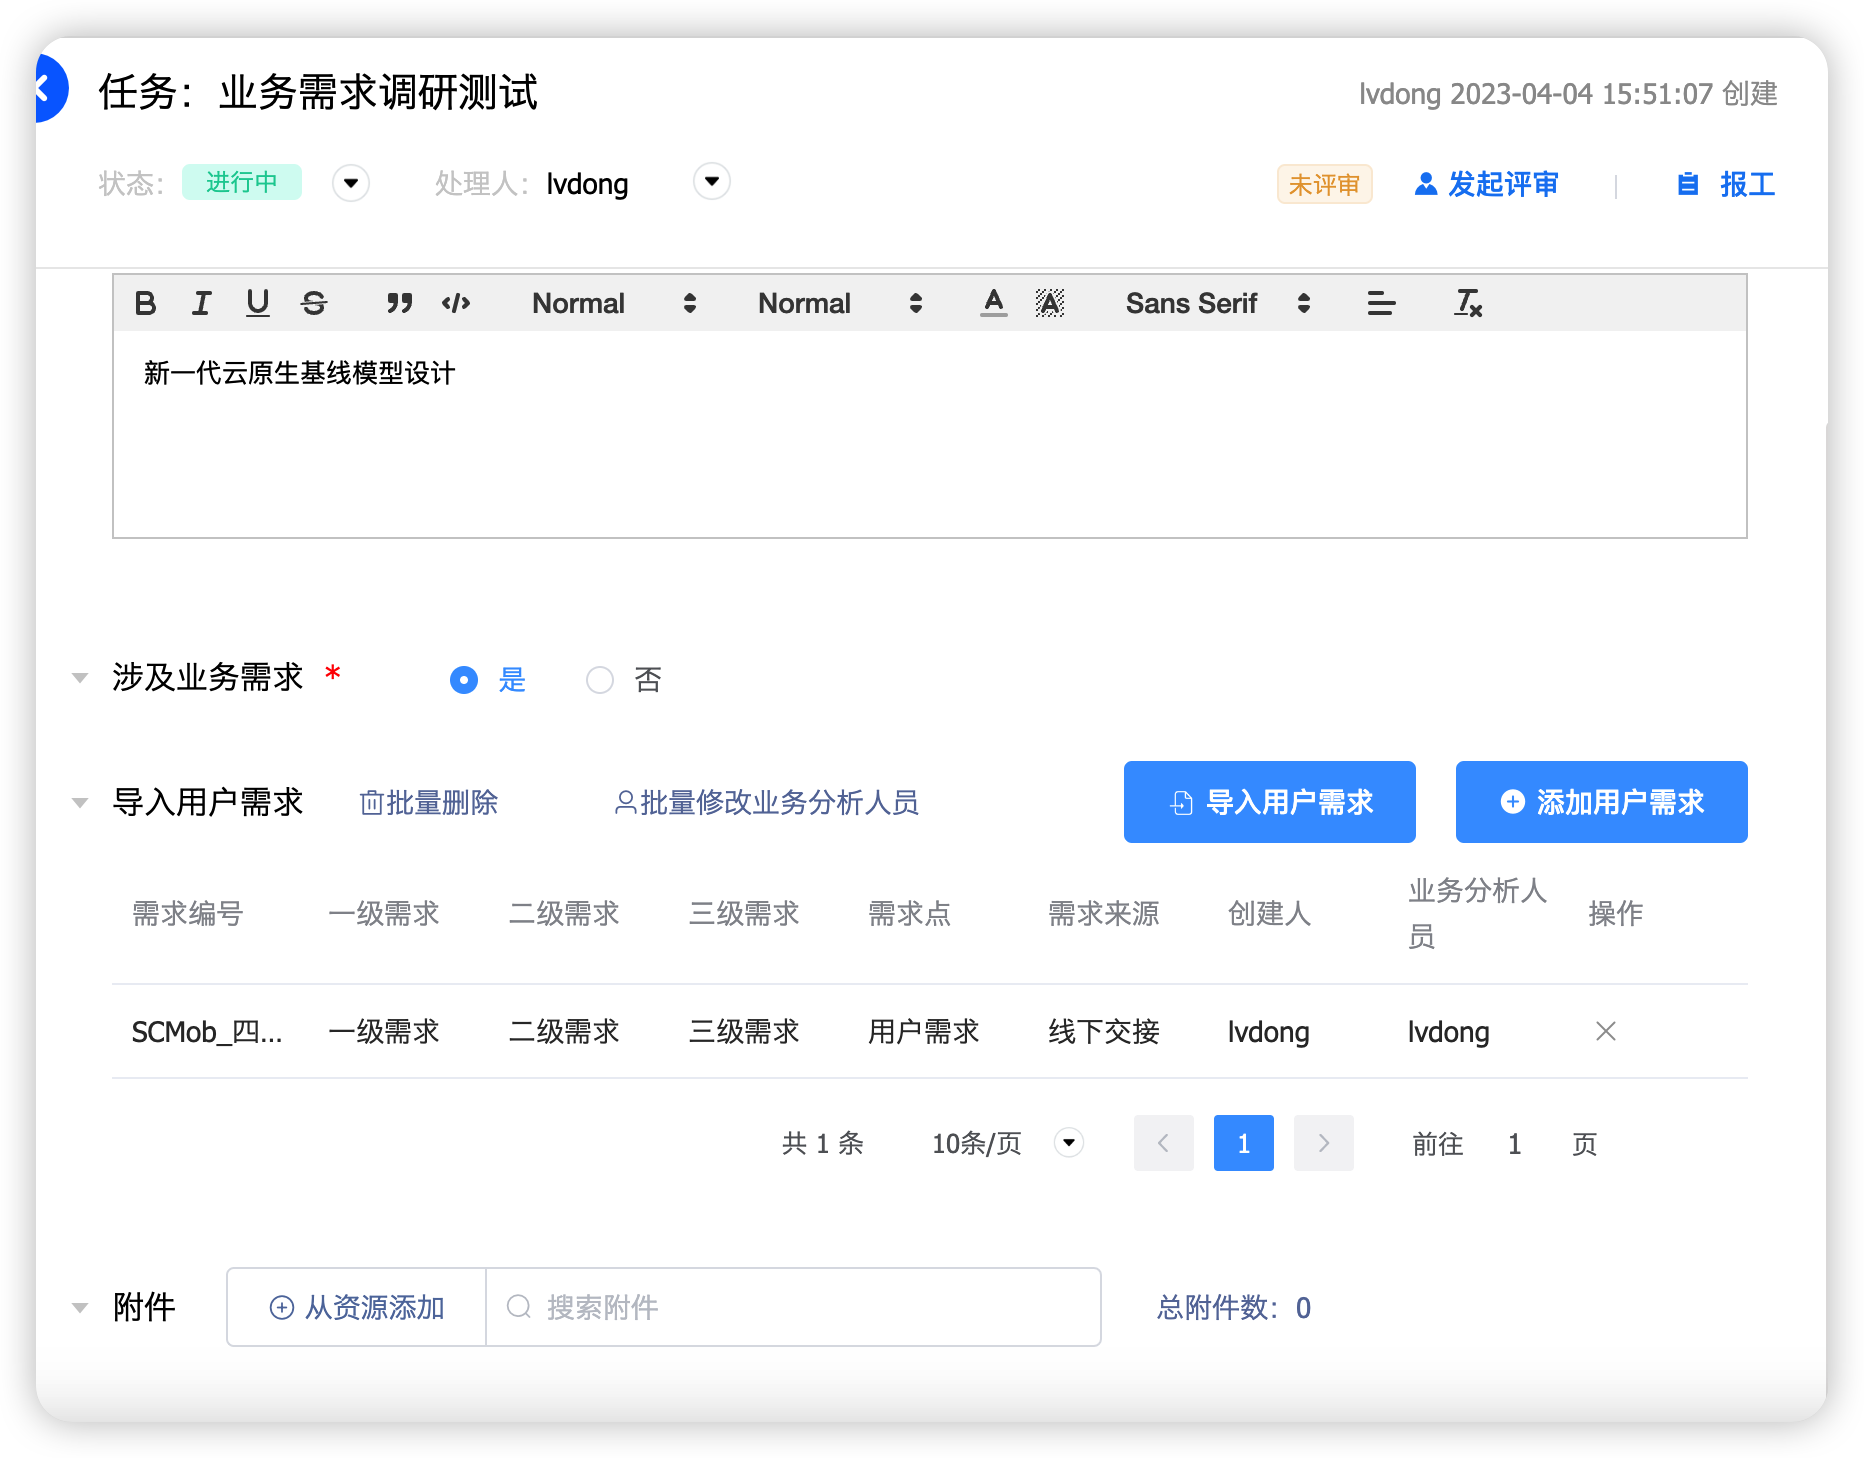 任务：业务需求调研测试
lvdong 2023-04-04 15:51:07 创建
状态： 进行中 处理人： lvdong 未评审 发起评审 | 报工
B I U S ” </> Normal Normal A A Sans Serif Tx
新一代云原生基线模型设计
涉及业务需求 * 是 否
导入用户需求 批量删除 批量修改业务分析人员 导入用户需求 添加用户需求
需求编号 一级需求 二级需求 三级需求 需求点 需求来源 创建人 业务分析人员 操作
SCMob_四... 一级需求 二级需求 三级需求 用户需求 线下交接 lvdong lvdong
共 1 条 10条/页 1 前往 1 页
附件 从资源添加 搜索附件 总附件数：0